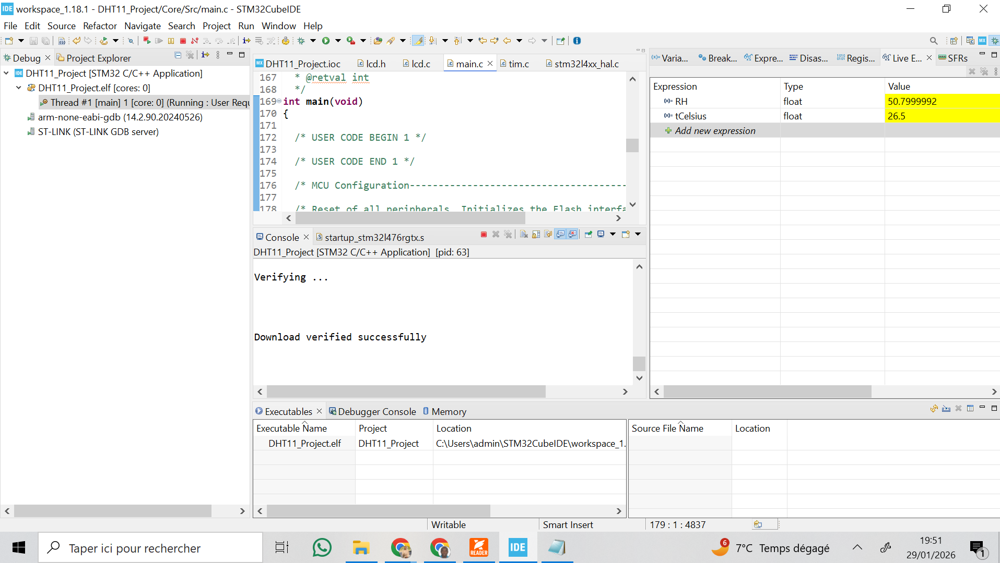 IDE workspace_1.18.1 - DHT11_Project/Core/Src/main.c - STM32CubeIDE
File Edit Source Refactor Navigate Search Project Run Window Help
Debug Project Explorer
DHT11_Project [STM32 C/C++ Application]
DHT11_Project.elf [cores: 0]
Thread #1 [main] 1 [core: 0] (Running : User Requ
arm-none-eabi-gdb (14.2.90.20240526)
ST-LINK (ST-LINK GDB server)
MX DHT11_Project.ioc lcd.h lcd.c main.c tim.c stm32l4xx_hal.c
167 * @retval int
168 */
169 int main(void)
170 {
171
172 /* USER CODE BEGIN 1 */
173
174 /* USER CODE END 1 */
175
176 /* MCU Configuration--------------------------------------
177
178 /* Reset of all peripherals, Initializes the Flash interfa
Console startup_stm32l476rgtx.s
DHT11_Project [STM32 C/C++ Application] [pid: 63]
Verifying ...
Download verified successfully
Varia... Break... Expre... Disas... Regis... Live E... SFRs
Expression Type Value
RH float 50.7999992
tCelsius float 26.5
Add new expression
Executables Debugger Console Memory
Executable Name Project Location
DHT11_Project.elf DHT11_Project C:\Users\admin\STM32CubeIDE\workspace_1.
Source File Name Location
Writable Smart Insert 179 : 1 : 4837
Taper ici pour rechercher
READER
IDE
6
7°C Temps dégagé
19:51
29/01/2026
1